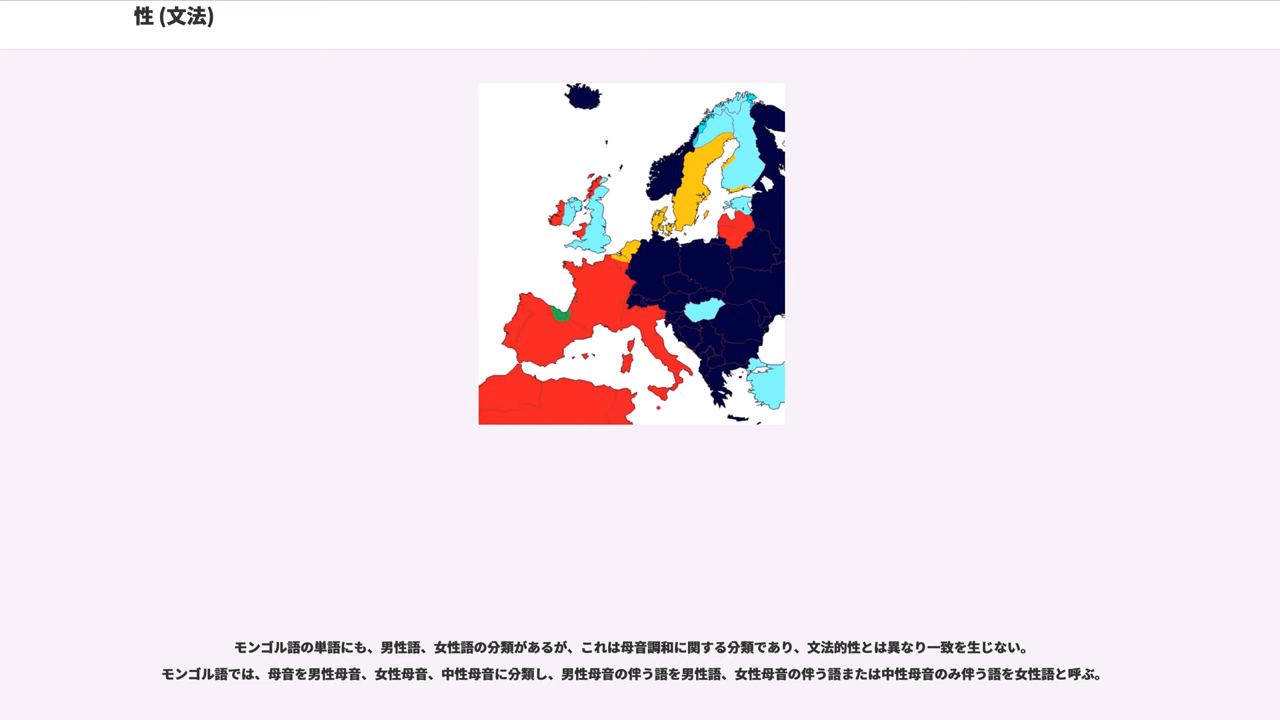 性 (文法)
モンゴル語の単語にも、男性語、女性語の分類があるが、これは母音調和に関する分類であり、文法的性とは異なり一致を生じない。
モンゴル語では、母音を男性母音、女性母音、中性母音に分類し、男性母音の伴う語を男性語、女性母音の伴う語または中性母音のみ伴う語を女性語と呼ぶ。